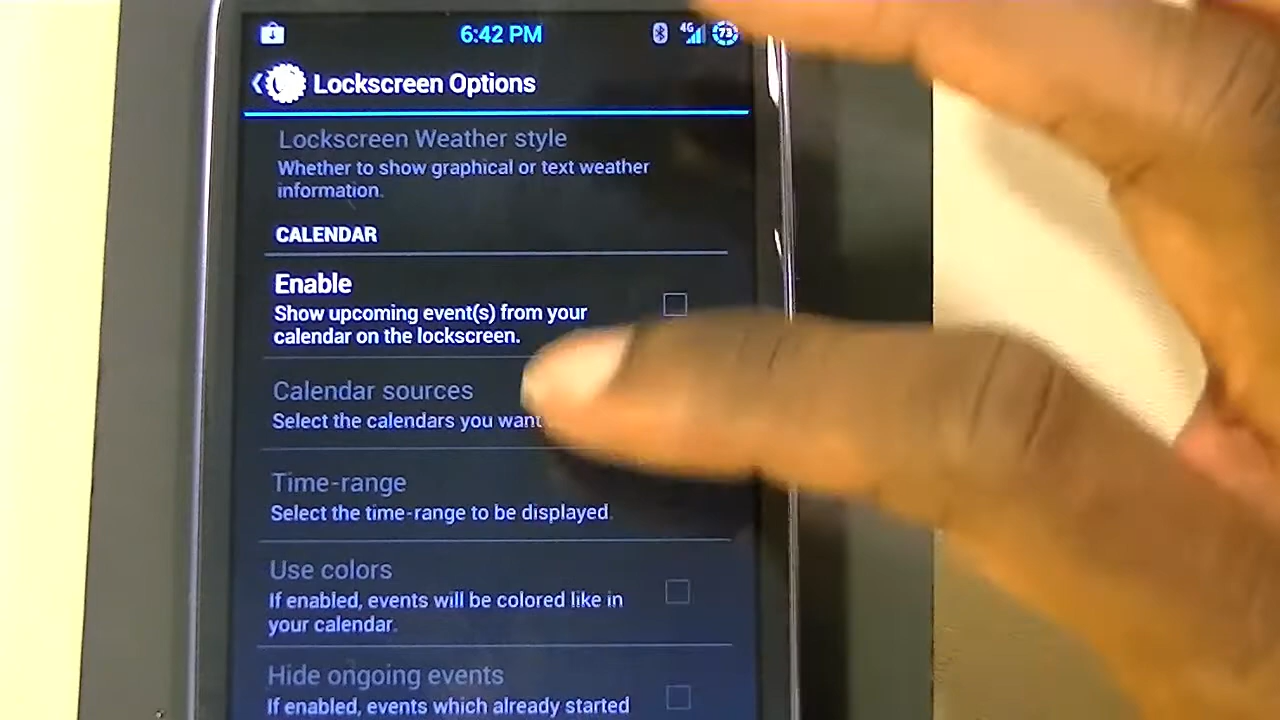 6:42 PM 4G 73
Lockscreen Options
Lockscreen Weather style
Whether to show graphical or text weather
information.
CALENDAR
Enable
Show upcoming event(s) from your
calendar on the lockscreen.
Calendar sources
Select the calendars you want
Time-range
Select the time-range to be displayed.
Use colors
If enabled, events will be colored like in
your calendar.
Hide ongoing events
If enabled, events which already started